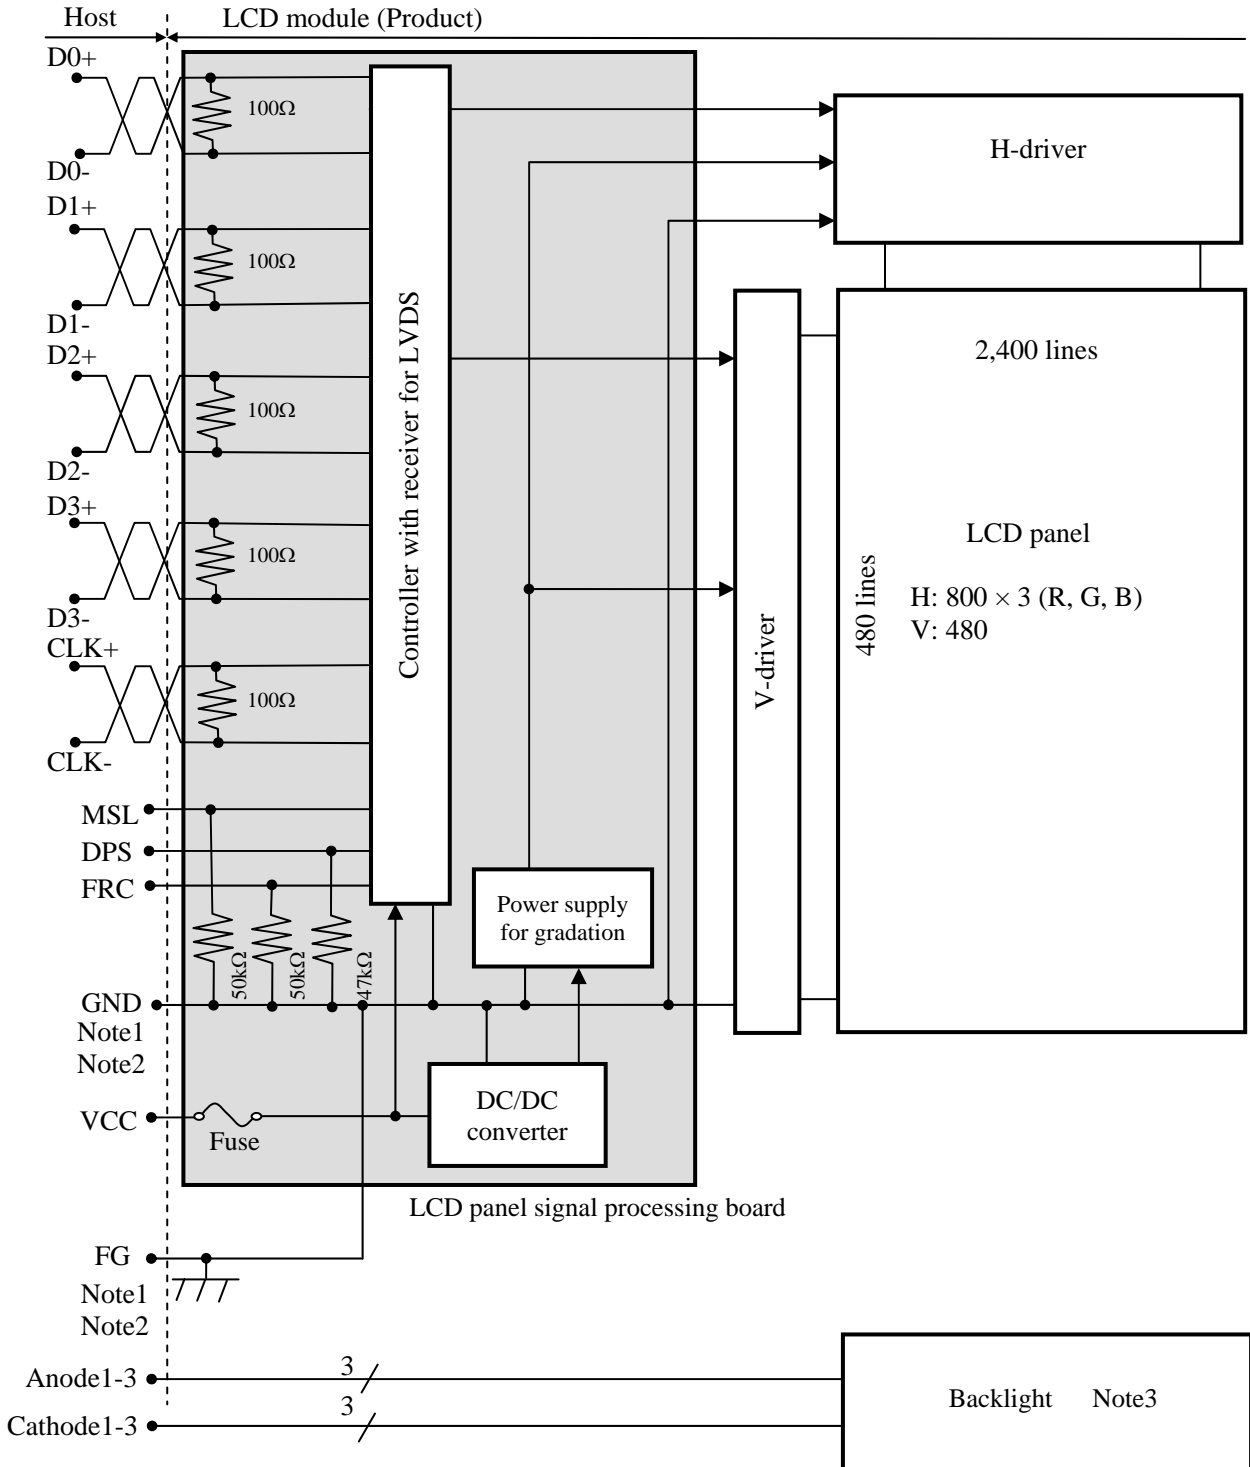 Host
LCD module (Product)
D0+
100Ω
D0-
D1+
100Ω
D1-
D2+
100Ω
D2-
D3+
100Ω
D3-
CLK+
100Ω
CLK-
MSL
DPS
FRC
50kΩ
50kΩ
47kΩ
GND
Note1
Note2
VCC
Fuse
Controller with receiver for LVDS
Power supply
for gradation
DC/DC
converter
LCD panel signal processing board
H-driver
V-driver
2,400 lines
480 lines
LCD panel
H: 800 × 3 (R, G, B)
V: 480
FG
Note1
Note2
Anode1-3
3
Cathode1-3
3
Backlight Note3